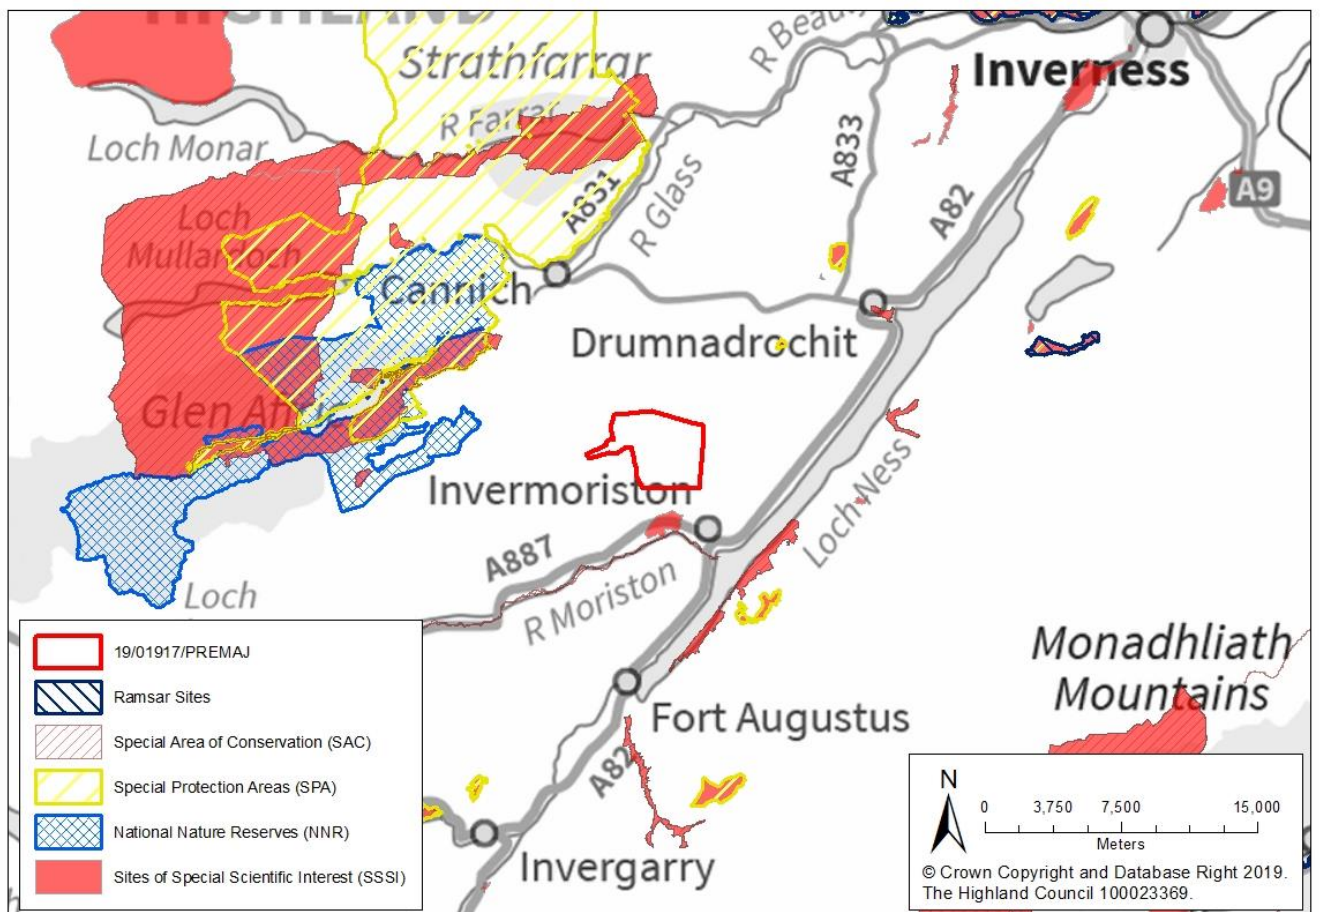 HIGHLAND
Strathfarrar
R Beauly
Inverness
R Farrar
Loch Monar
A833
A831
R Glass
A82
A9
Loch
Mullardoch
Cannich
Drumnadrochit
Glen Affric
Invermoriston
Loch Ness
A887
R Moriston
Loch
Monadhliath
Mountains
Fort Augustus
A82
Invergarry
19/01917/PREMAJ
Ramsar Sites
Special Area of Conservation (SAC)
Special Protection Areas (SPA)
National Nature Reserves (NNR)
Sites of Special Scientific Interest (SSSI)
N
0 3,750 7,500 15,000
Meters
© Crown Copyright and Database Right 2019.
The Highland Council 100023369.